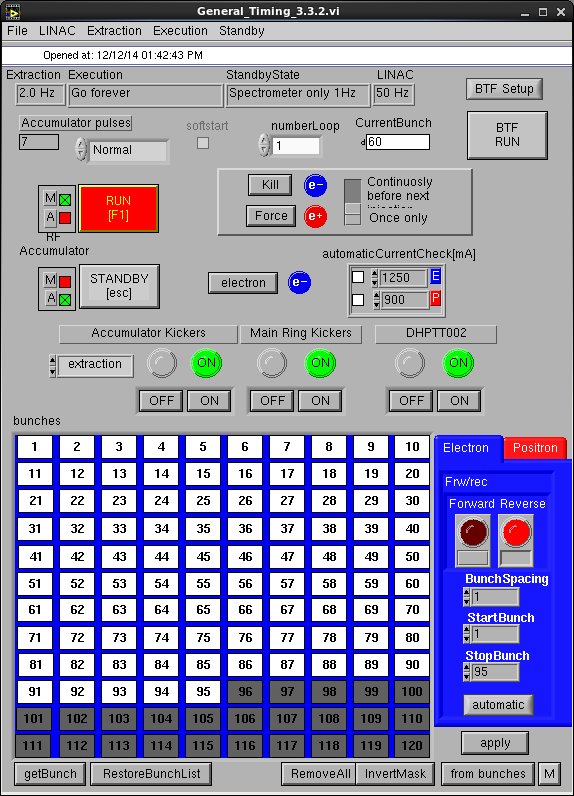 General_Timing_3.3.2.vi
File LINAC Extraction Execution Standby
Opened at: 12/12/14 01:42:43 PM
Extraction Execution StandbyState LINAC
2.0 Hz Go forever Spectrometer only 1Hz 50 Hz BTF Setup
Accumulator pulses softstart numberLoop CurrentBunch
7 Normal 1 d 60
BTF
RUN
M
A
RF
RUN
[F1]
Kill e-
Force e+
Continuosly
before next
Once only
Accumulator
M
A
STANDBY
[esc]
electron e-
automaticCurrentCheck[mA]
1250 E
900 P
Accumulator Kickers Main Ring Kickers DHPTT002
extraction ON ON ON
OFF ON OFF ON OFF ON
bunches
1 2 3 4 5 6 7 8 9 10
11 12 13 14 15 16 17 18 19 20
21 22 23 24 25 26 27 28 29 30
31 32 33 34 35 36 37 38 39 40
41 42 43 44 45 46 47 48 49 50
51 52 53 54 55 56 57 58 59 60
61 62 63 64 65 66 67 68 69 70
71 72 73 74 75 76 77 78 79 80
81 82 83 84 85 86 87 88 89 90
91 92 93 94 95 96 97 98 99 100
101 102 103 104 105 106 107 108 109 110
111 112 113 114 115 116 117 118 119 120
Electron Positron
Frw/rec
Forward Reverse
BunchSpacing
1
StartBunch
1
StopBunch
95
automatic
apply
getBunch RestoreBunchList RemoveAll InvertMask from bunches M